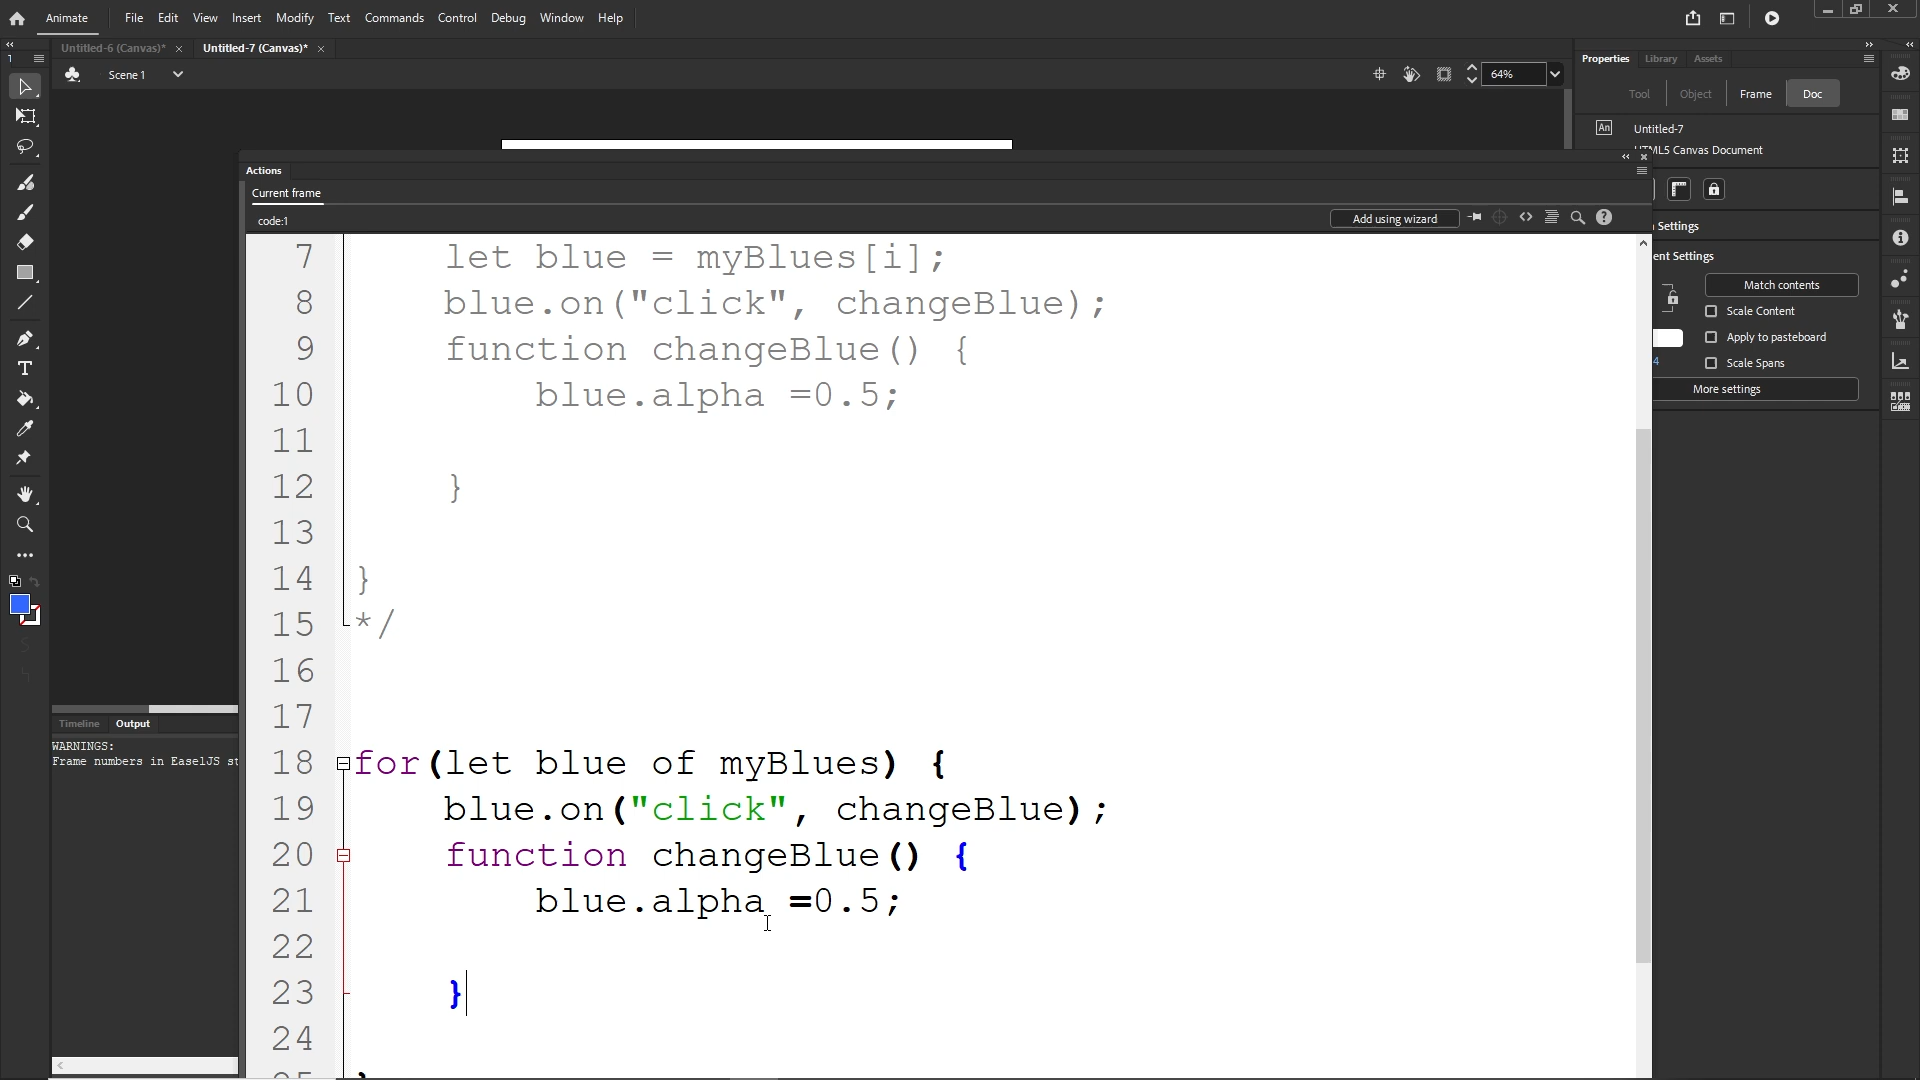 Animate File Edit View Insert Modify Text Commands Control Debug Window Help
Untitled-6 (Canvas)* × Untitled-7 (Canvas)* ×
Scene 1
64%
Properties Library Assets
Tool Object Frame Doc
An Untitled-7
HTML5 Canvas Document
Settings
ent Settings
Match contents
Scale Content
Apply to pasteboard
4
Scale Spans
More settings
Actions
Current frame
code:1
Add using wizard
7 let blue = myBlues[i];
8 blue.on("click", changeBlue);
9 function changeBlue() {
10 blue.alpha =0.5;
11
12 }
13
14 }
15 */
16
17
18 for(let blue of myBlues) {
19 blue.on("click", changeBlue);
20 function changeBlue() {
21 blue.alpha =0.5;
22
23 }
24
Timeline Output
WARNINGS:
Frame numbers in EaselJS st